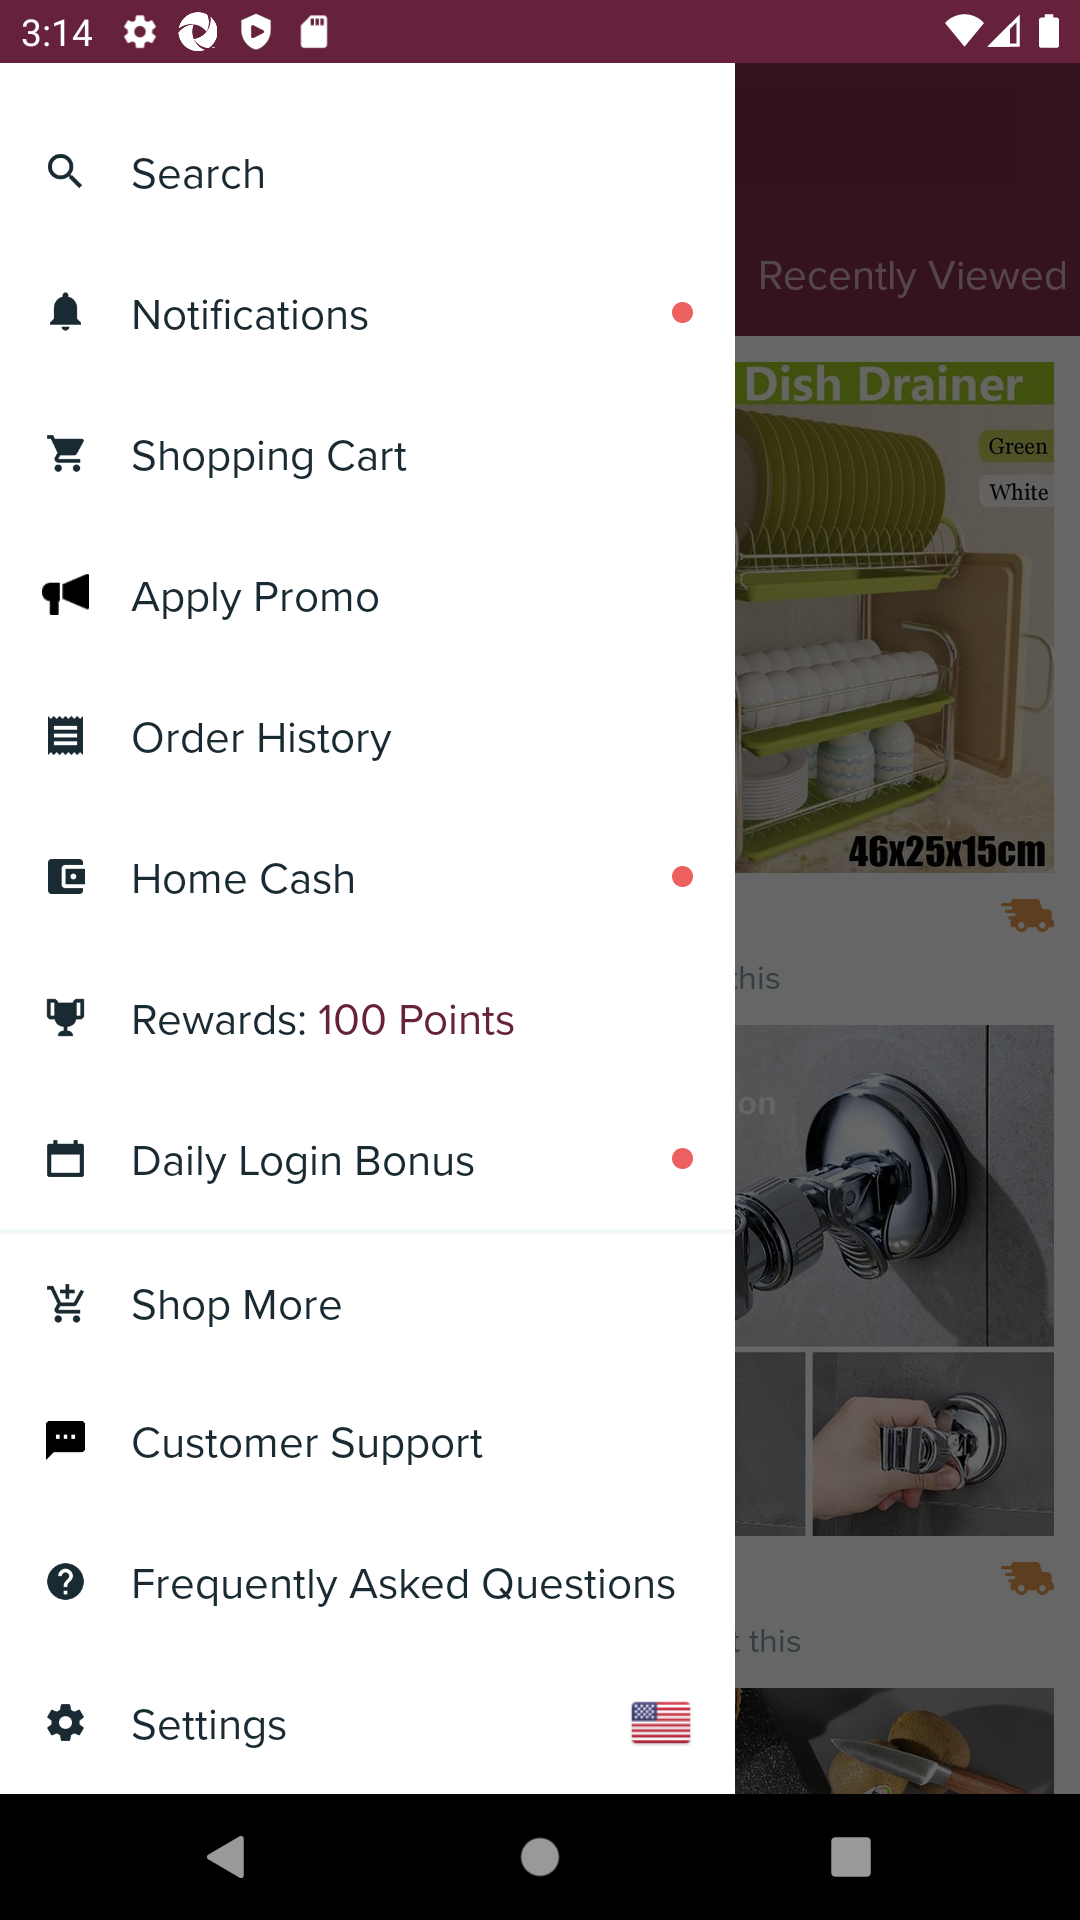 3:14
Search
Recently Viewed
Notifications
Dish Drainer
Green
Shopping Cart
White
Apply Promo
Order History
46x25x15cm
Home Cash
this
Rewards: 100 Points
on
Daily Login Bonus
Shop More
Customer Support
Frequently Asked Questions
this
Settings